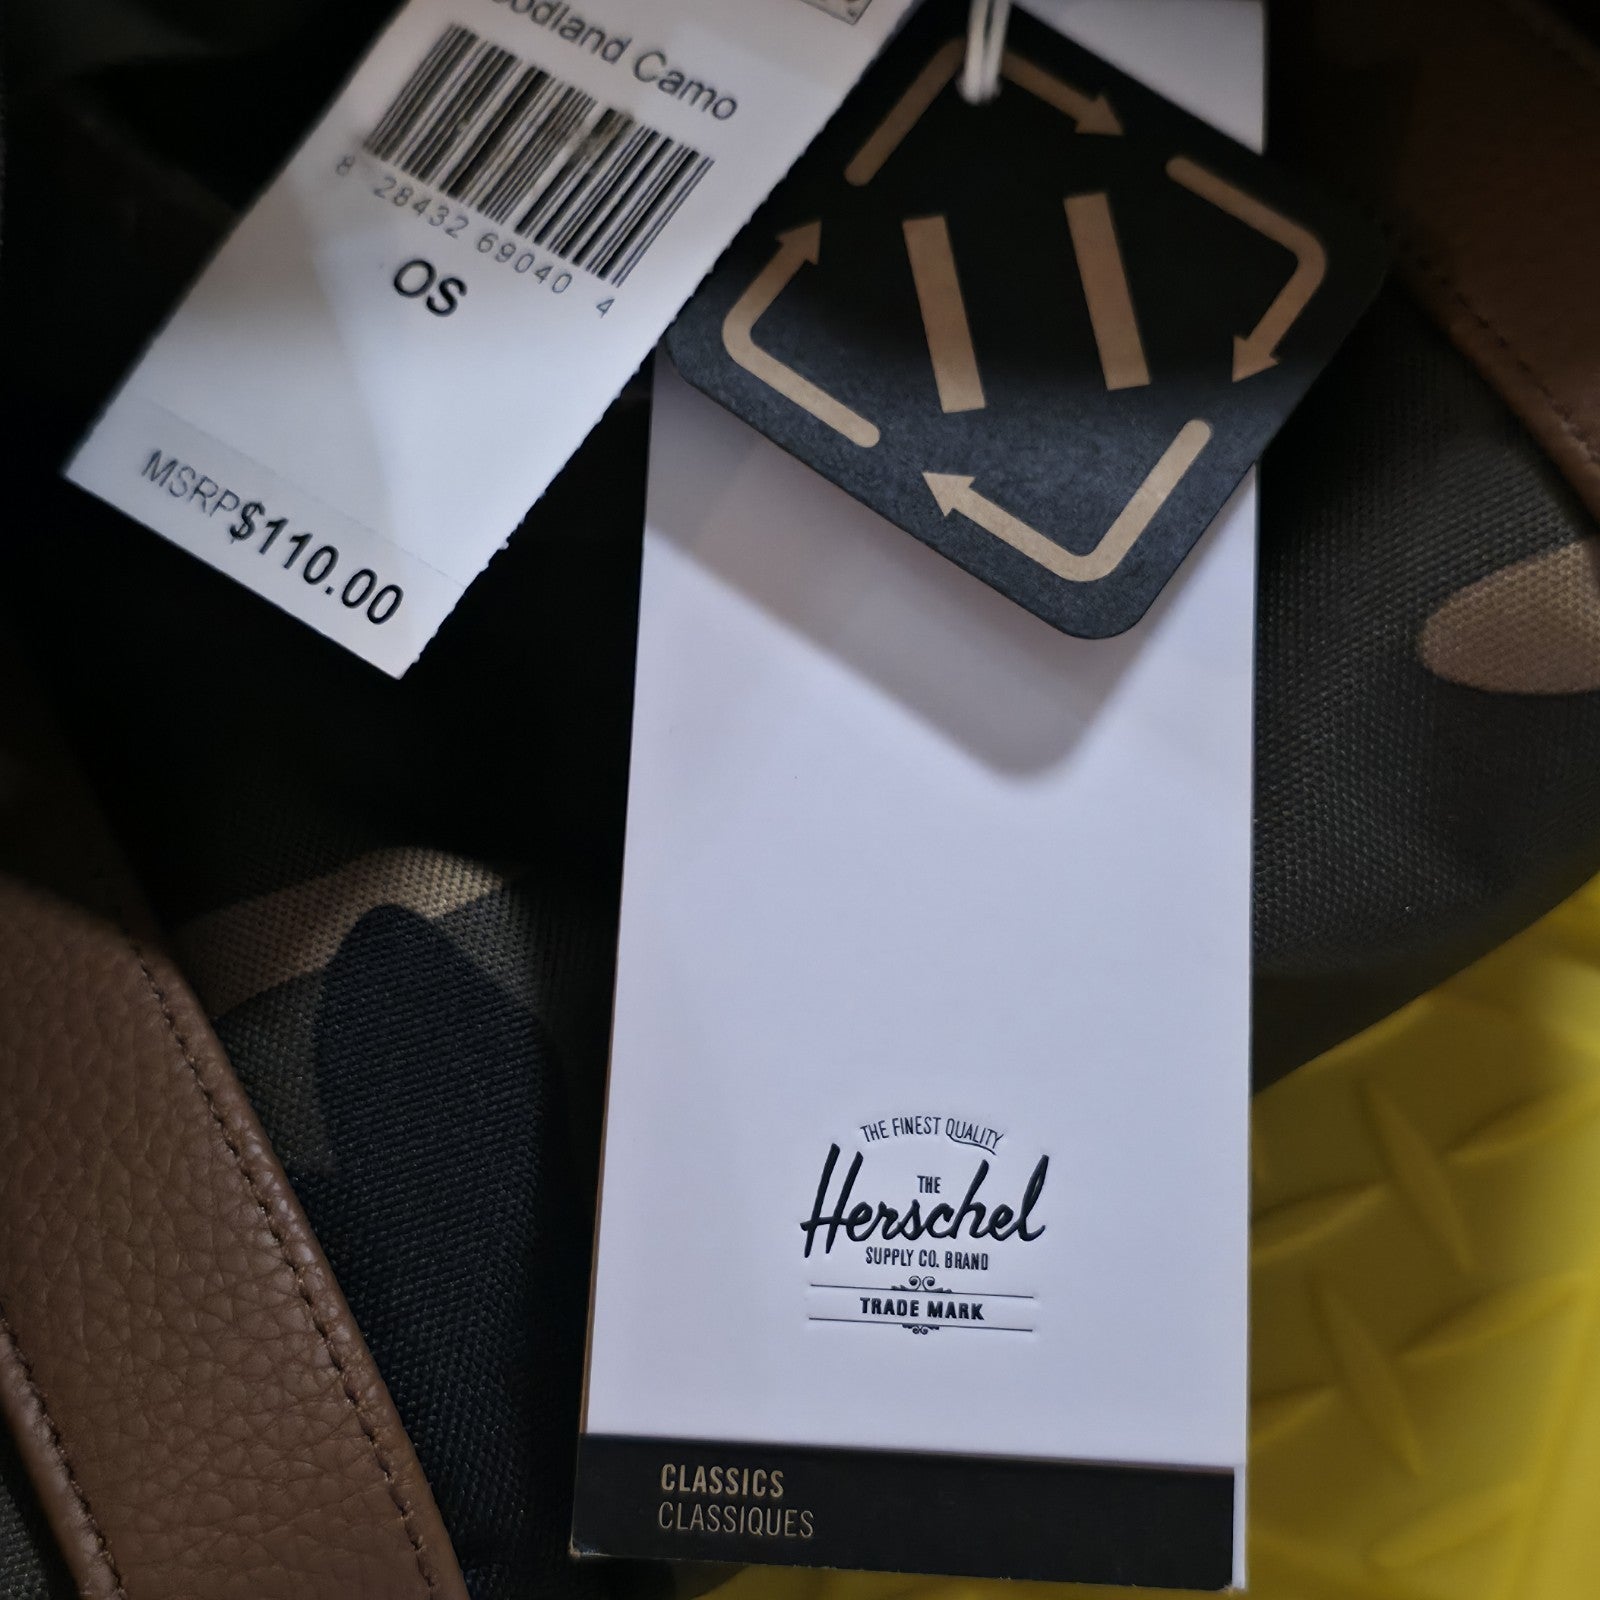 Camo
8 28432 69040 4
OS
MSRP$110.00
THE FINEST QUALITY
THE
Herschel
SUPPLY CO. BRAND
TRADE MARK
CLASSICS
CLASSIQUES